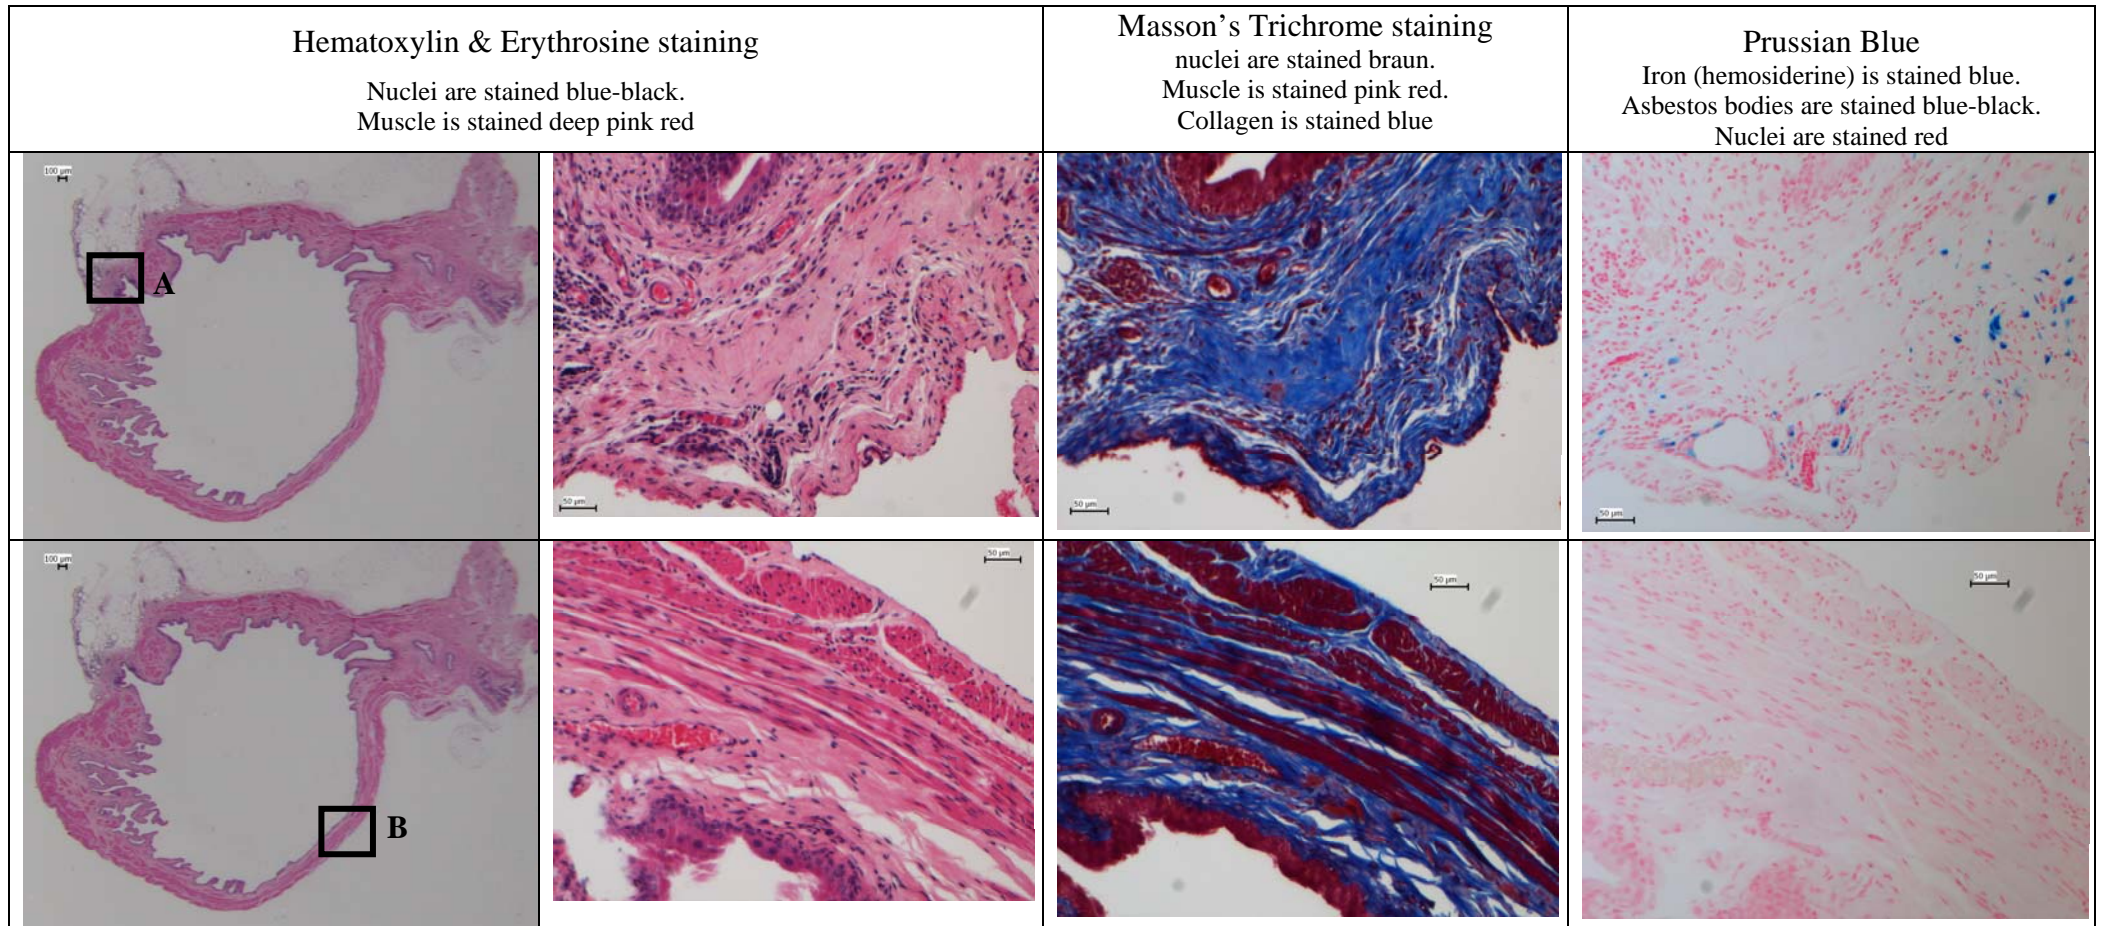 Hematoxylin & Erythrosine staining
Nuclei are stained blue-black.
Muscle is stained deep pink red
Masson’s Trichrome staining
nuclei are stained braun.
Muscle is stained pink red.
Collagen is stained blue
Prussian Blue
Iron (hemosiderine) is stained blue.
Asbestos bodies are stained blue-black.
Nuclei are stained red
100 µm
A
50 µm
50 µm
50 µm
100 µm
B
50 µm
50 µm
50 µm